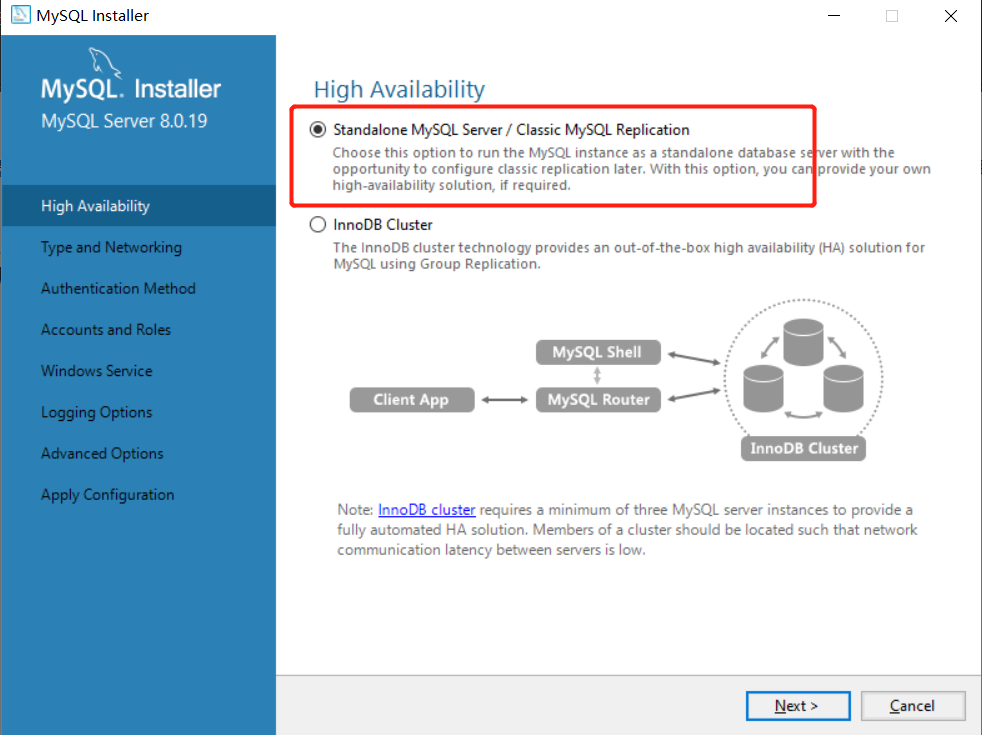 MySQL Installer
MySQL. Installer
MySQL Server 8.0.19
High Availability
Type and Networking
Authentication Method
Accounts and Roles
Windows Service
Logging Options
Advanced Options
Apply Configuration
High Availability
Standalone MySQL Server / Classic MySQL Replication
Choose this option to run the MySQL instance as a standalone database server with the
opportunity to configure classic replication later. With this option, you can provide your own
high-availability solution, if required.
InnoDB Cluster
The InnoDB cluster technology provides an out-of-the-box high availability (HA) solution for
MySQL using Group Replication.
MySQL Shell
Client App
MySQL Router
InnoDB Cluster
Note: InnoDB cluster requires a minimum of three MySQL server instances to provide a
fully automated HA solution. Members of a cluster should be located such that network
communication latency between servers is low.
Next >
Cancel